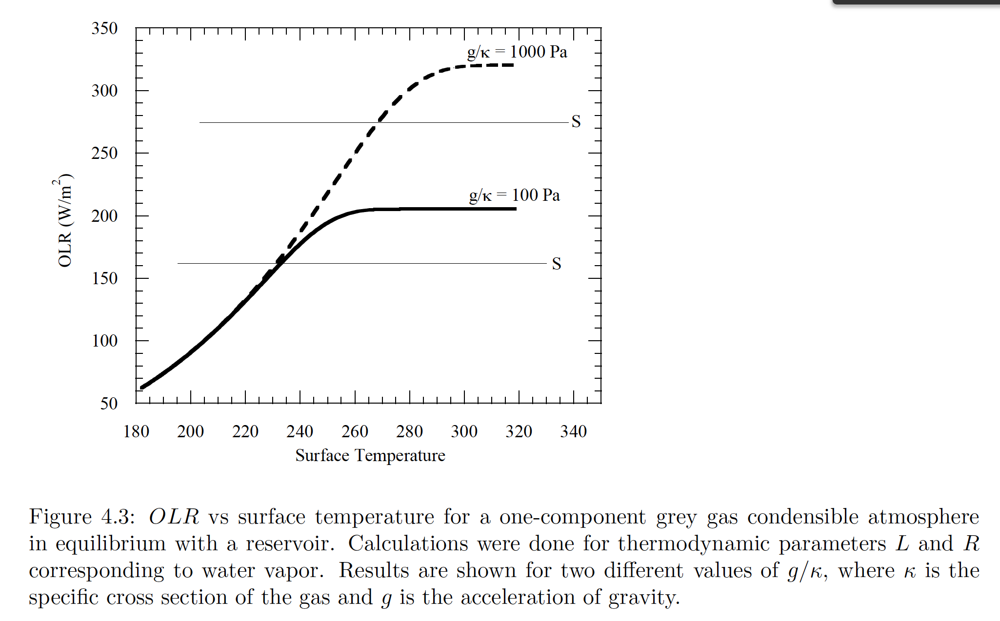 350
g/κ = 1000 Pa
300
S
250
g/κ = 100 Pa
200
S
150
100
50
OLR (W/m²)
180 200 220 240 260 280 300 320 340
Surface Temperature
Figure 4.3: OLR vs surface temperature for a one-component grey gas condensible atmosphere
in equilibrium with a reservoir. Calculations were done for thermodynamic parameters L and R
corresponding to water vapor. Results are shown for two different values of g/κ, where κ is the
specific cross section of the gas and g is the acceleration of gravity.